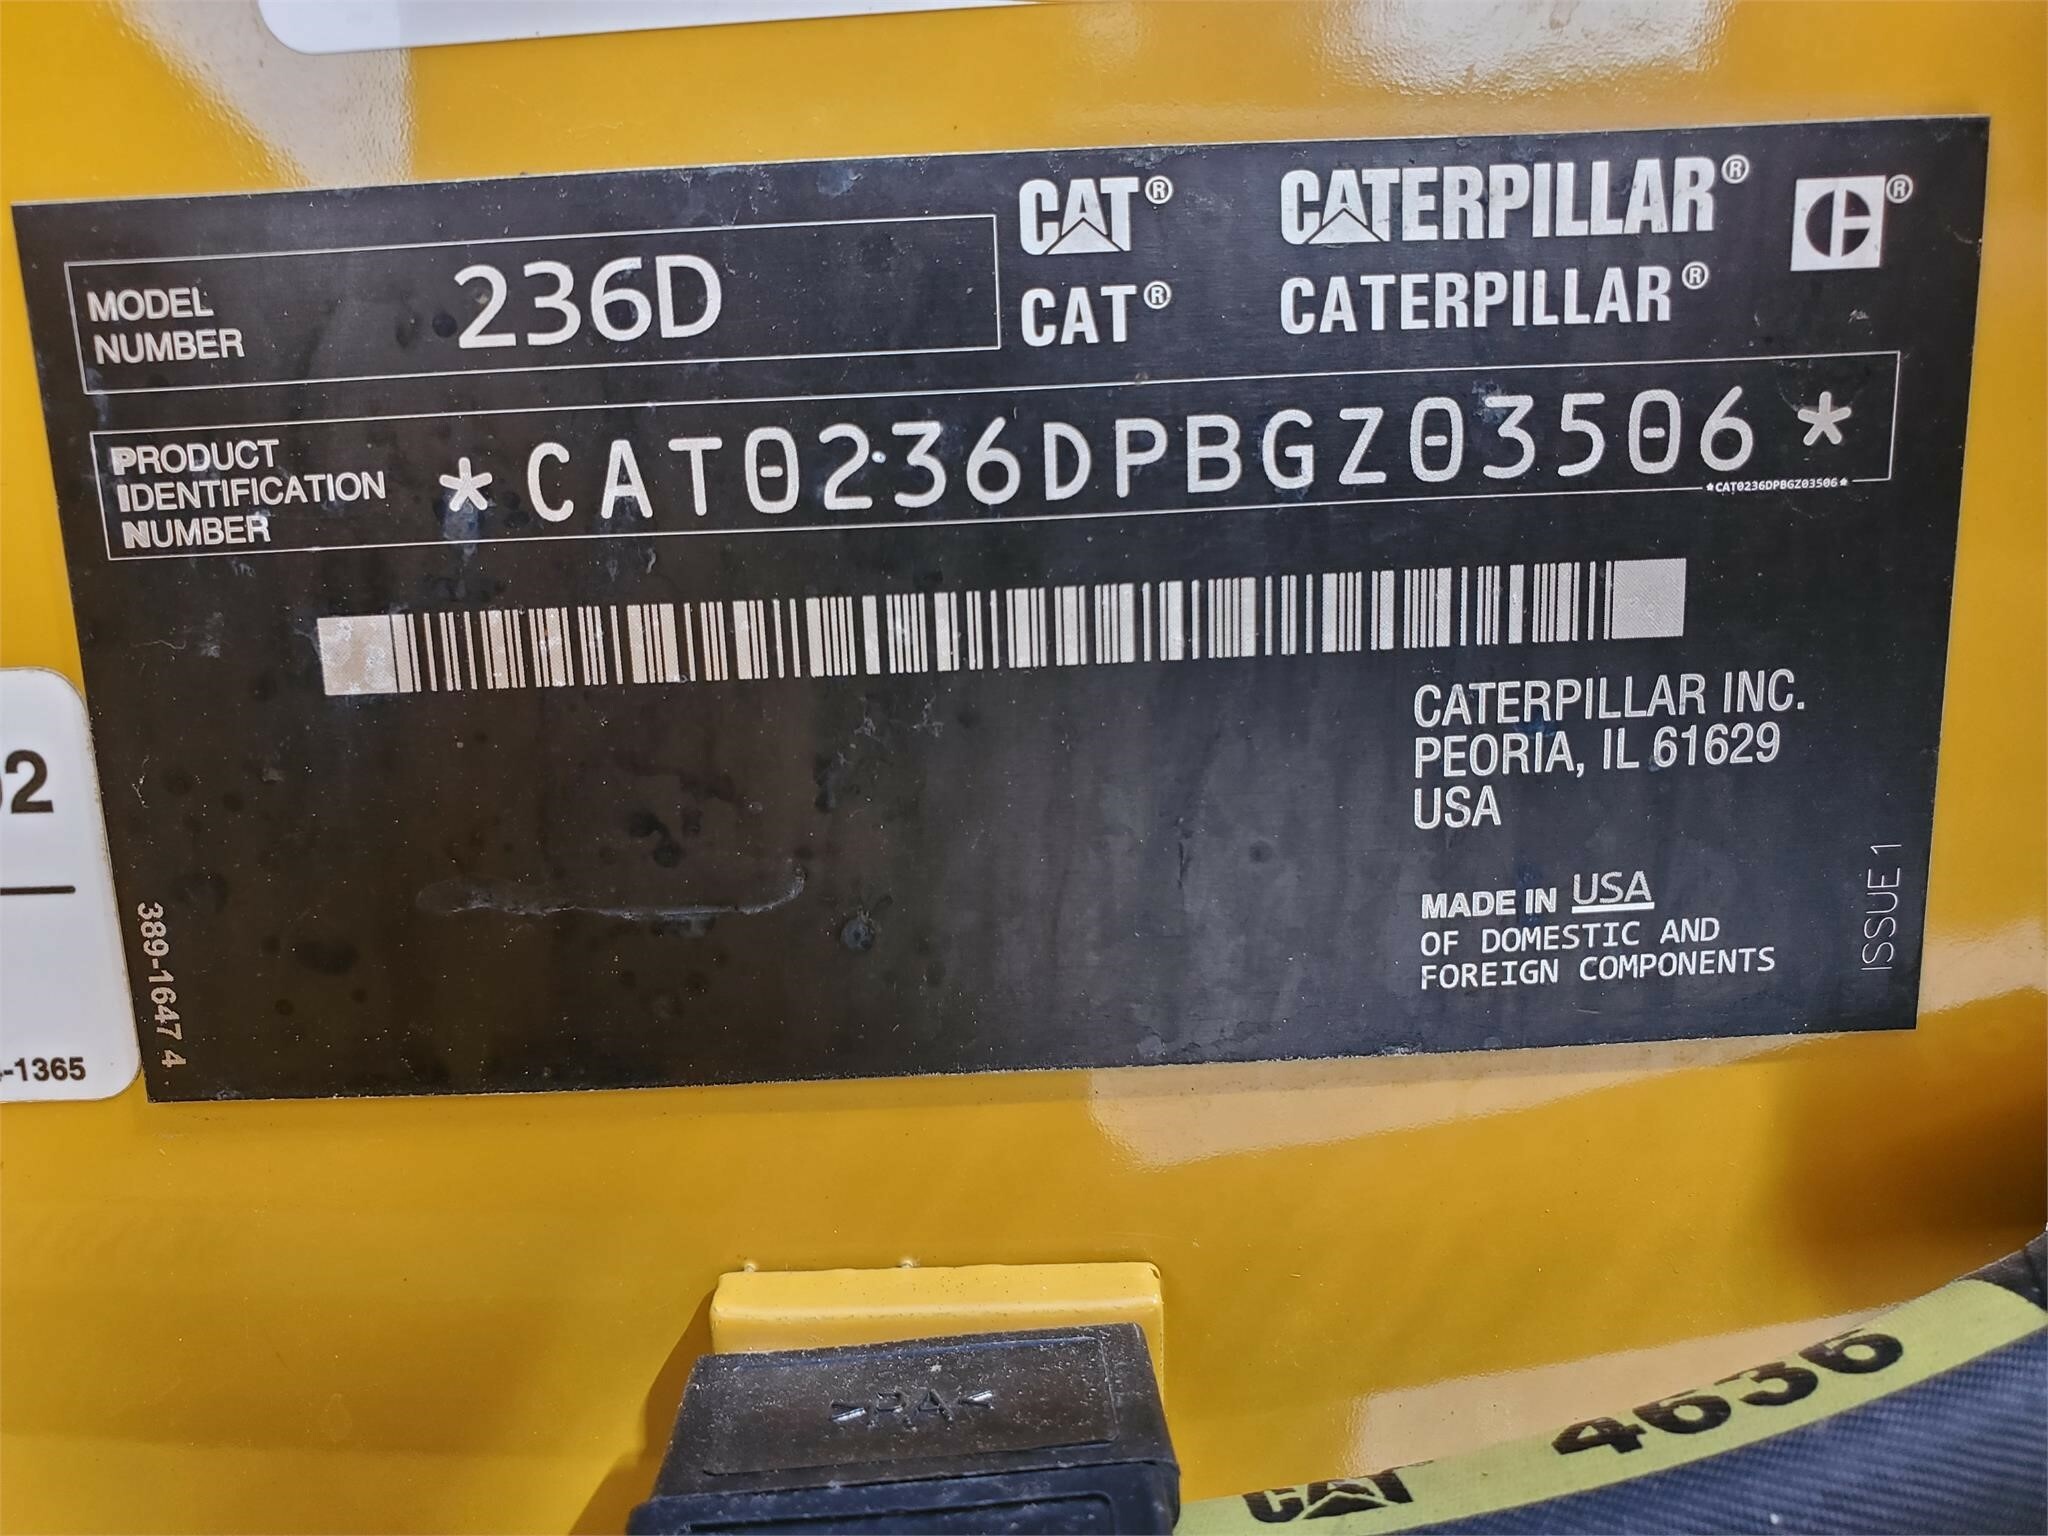 CAT® CATERPILLAR® ®
MODEL
NUMBER
236D
CAT® CATERPILLAR®
PRODUCT
IDENTIFICATION
NUMBER
*CAT0236DPBGZ03506*
*CAT0236DPBGZ03506*
CATERPILLAR INC.
PEORIA, IL 61629
USA
MADE IN USA
OF DOMESTIC AND
FOREIGN COMPONENTS
ISSUE 1
389-1647 4
-1365
>PA<
CAT 4636